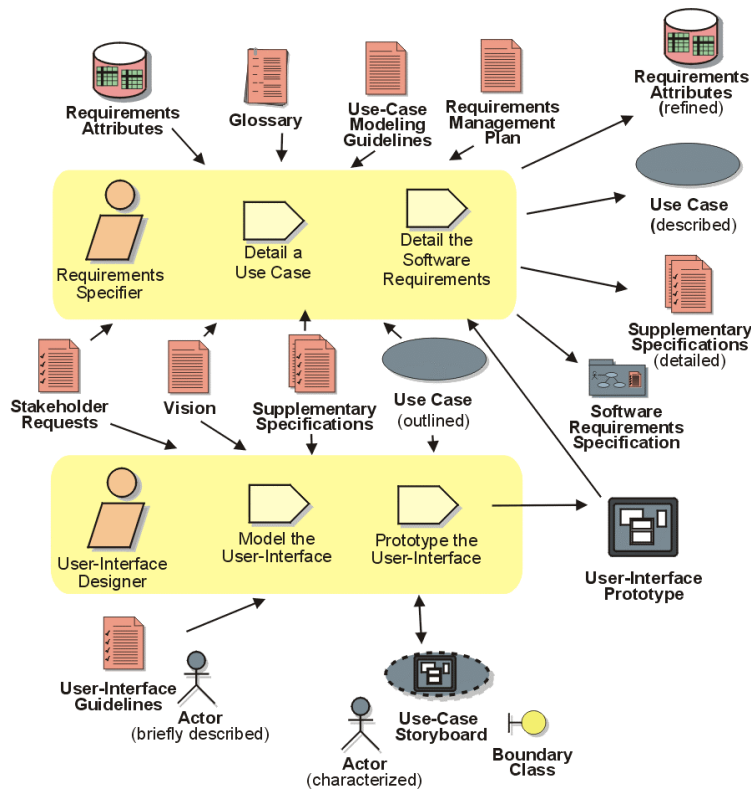 Requirements
Attributes
Glossary
Use-Case
Modeling
Guidelines
Requirements
Management
Plan
Requirements
Attributes
(refined)
Use Case
(described)
Requirements
Specifier
Detail a
Use Case
Detail the
Software
Requirements
Supplementary
Specifications
(detailed)
Stakeholder
Requests
Vision
Supplementary
Specifications
Use Case
(outlined)
Software
Requirements
Specification
User-Interface
Designer
Model the
User-Interface
Prototype the
User-Interface
User-Interface
Prototype
User-Interface
Guidelines
Actor
(briefly described)
Use-Case
Storyboard
Actor
(characterized)
Boundary
Class